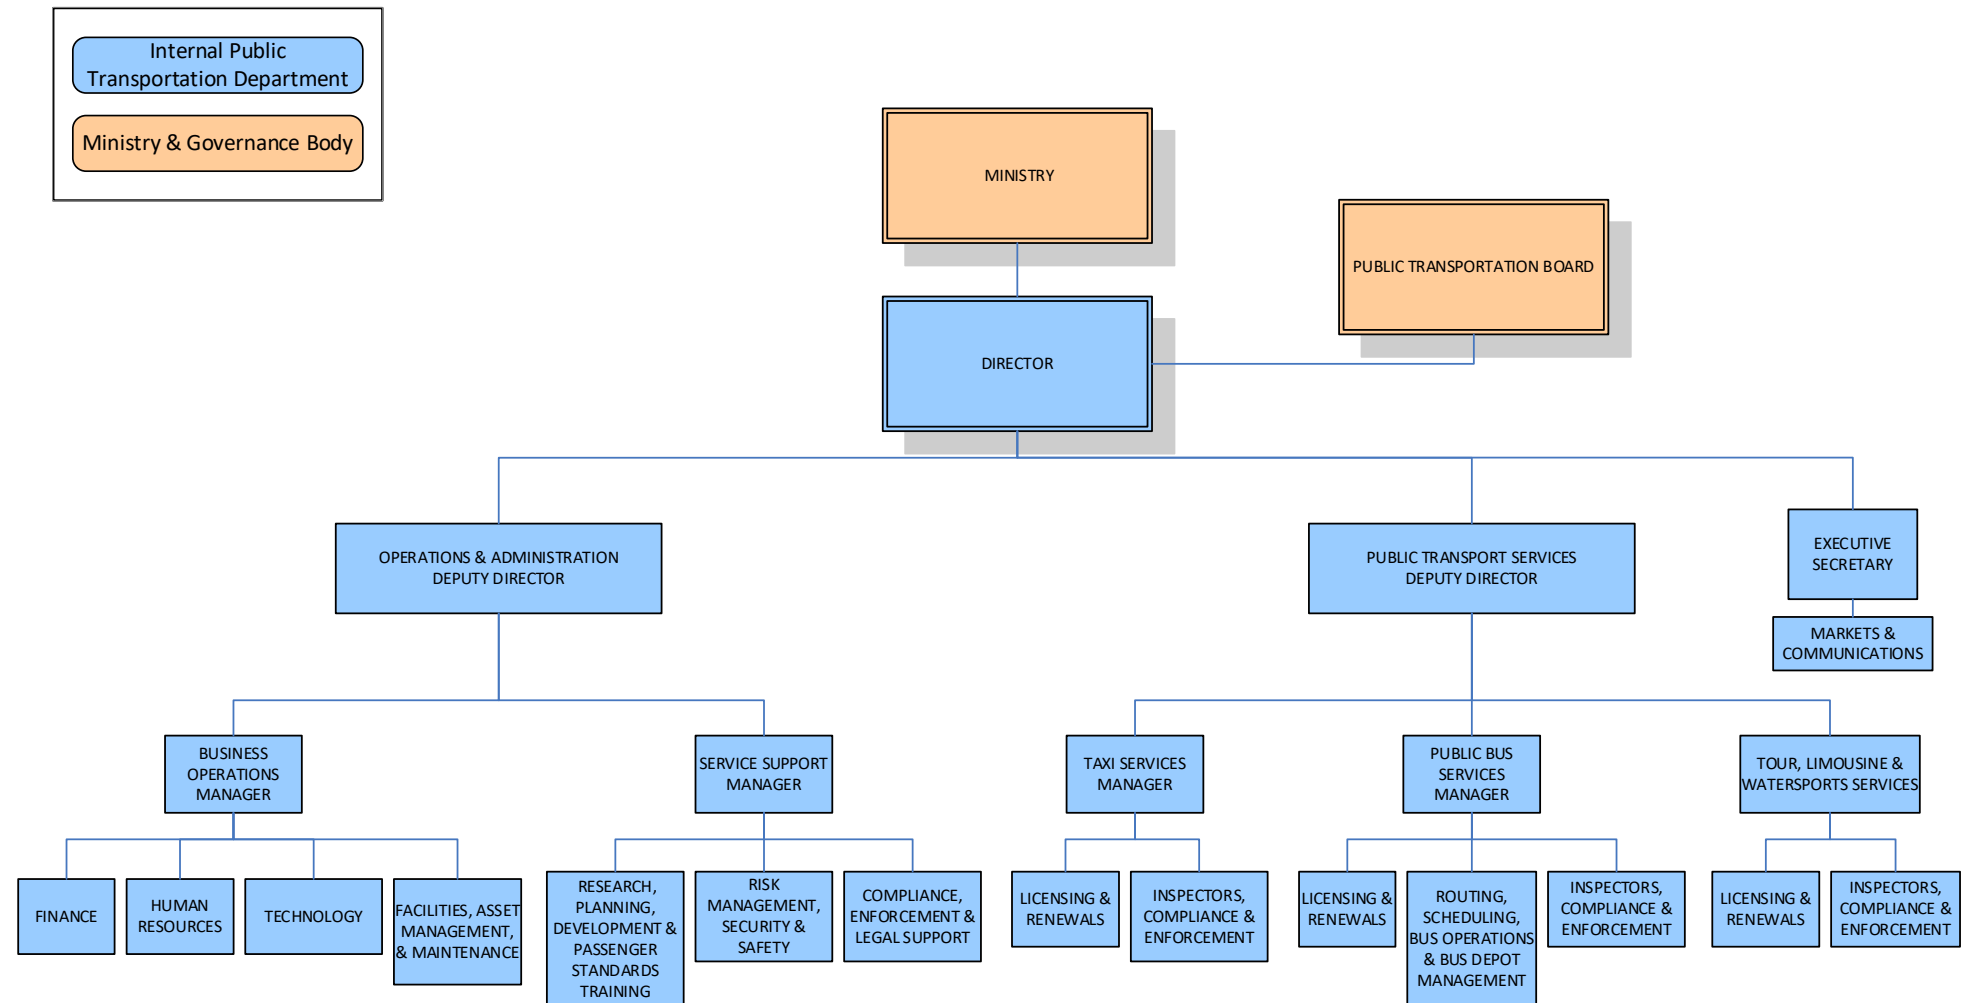 Internal Public
Transportation Department
Ministry & Governance Body
MINISTRY
PUBLIC TRANSPORTATION BOARD
DIRECTOR
OPERATIONS & ADMINISTRATION
DEPUTY DIRECTOR
PUBLIC TRANSPORT SERVICES
DEPUTY DIRECTOR
EXECUTIVE
SECRETARY
MARKETS &
COMMUNICATIONS
BUSINESS
OPERATIONS
MANAGER
SERVICE SUPPORT
MANAGER
TAXI SERVICES
MANAGER
PUBLIC BUS
SERVICES
MANAGER
TOUR, LIMOUSINE &
WATERSPORTS SERVICES
FINANCE
HUMAN
RESOURCES
TECHNOLOGY
FACILITIES, ASSET
MANAGEMENT,
& MAINTENANCE
RESEARCH,
PLANNING,
DEVELOPMENT &
PASSENGER
STANDARDS
TRAINING
RISK
MANAGEMENT,
SECURITY &
SAFETY
COMPLIANCE,
ENFORCEMENT &
LEGAL SUPPORT
LICENSING &
RENEWALS
INSPECTORS,
COMPLIANCE &
ENFORCEMENT
LICENSING &
RENEWALS
ROUTING,
SCHEDULING,
BUS OPERATIONS
& BUS DEPOT
MANAGEMENT
INSPECTORS,
COMPLIANCE &
ENFORCEMENT
LICENSING &
RENEWALS
INSPECTORS,
COMPLIANCE &
ENFORCEMENT